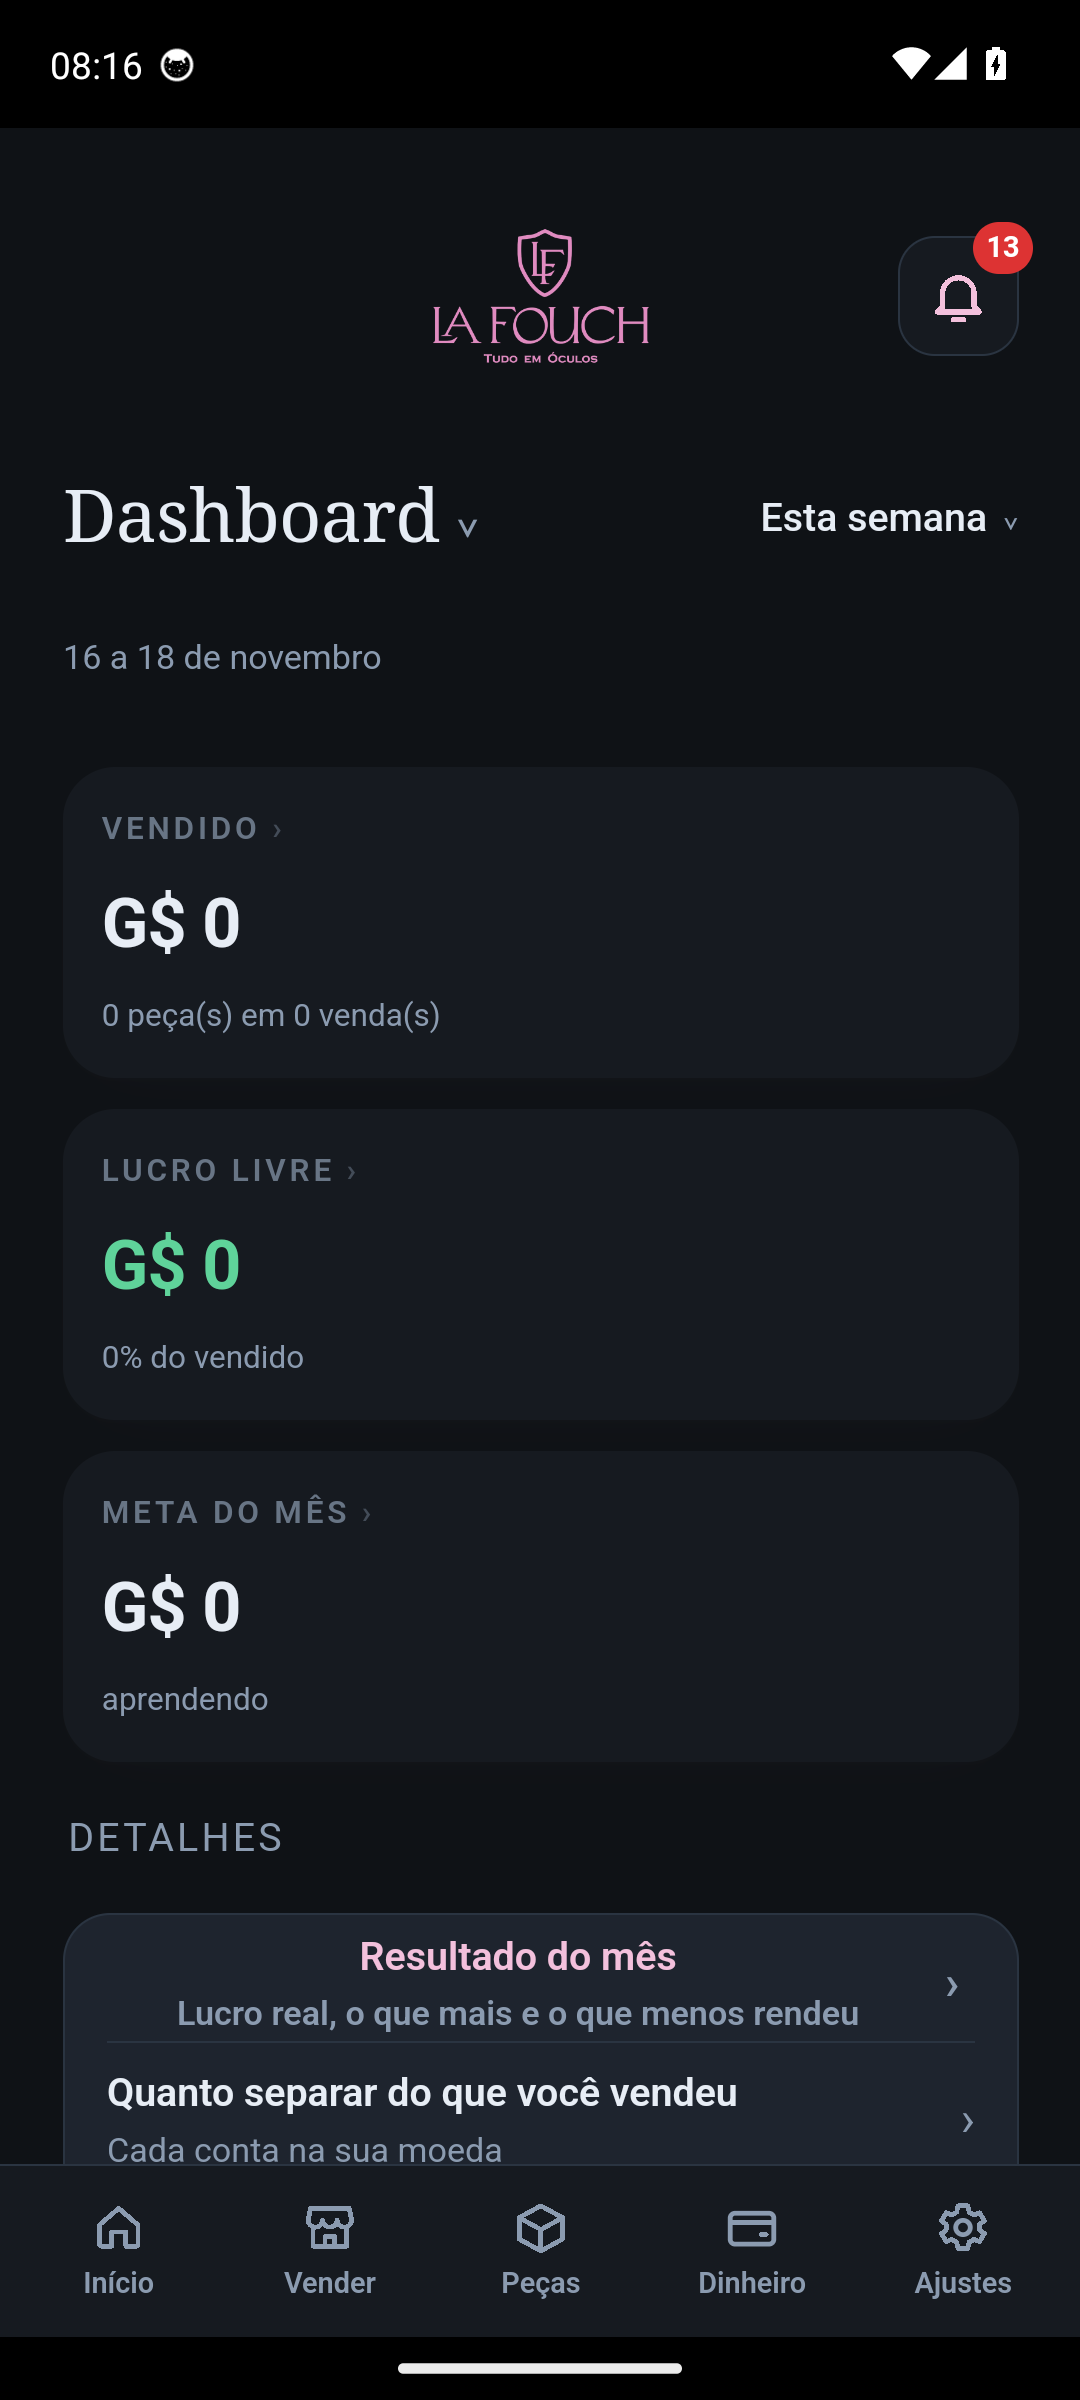 08:16
LF
LA FOUCH
TUDO EM ÓCULOS
13
Dashboard
Esta semana
16 a 18 de novembro
VENDIDO ›
G$ 0
0 peça(s) em 0 venda(s)
LUCRO LIVRE ›
G$ 0
0% do vendido
META DO MÊS ›
G$ 0
aprendendo
DETALHES
Resultado do mês
Lucro real, o que mais e o que menos rendeu
›
Quanto separar do que você vendeu
Cada conta na sua moeda
›
Início
Vender
Peças
Dinheiro
Ajustes